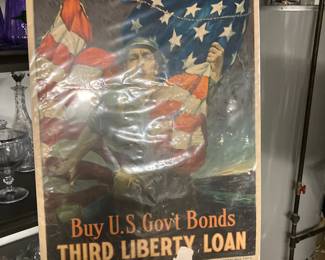 Buy U.S. Gov't Bonds
THIRD LIBERTY LOAN